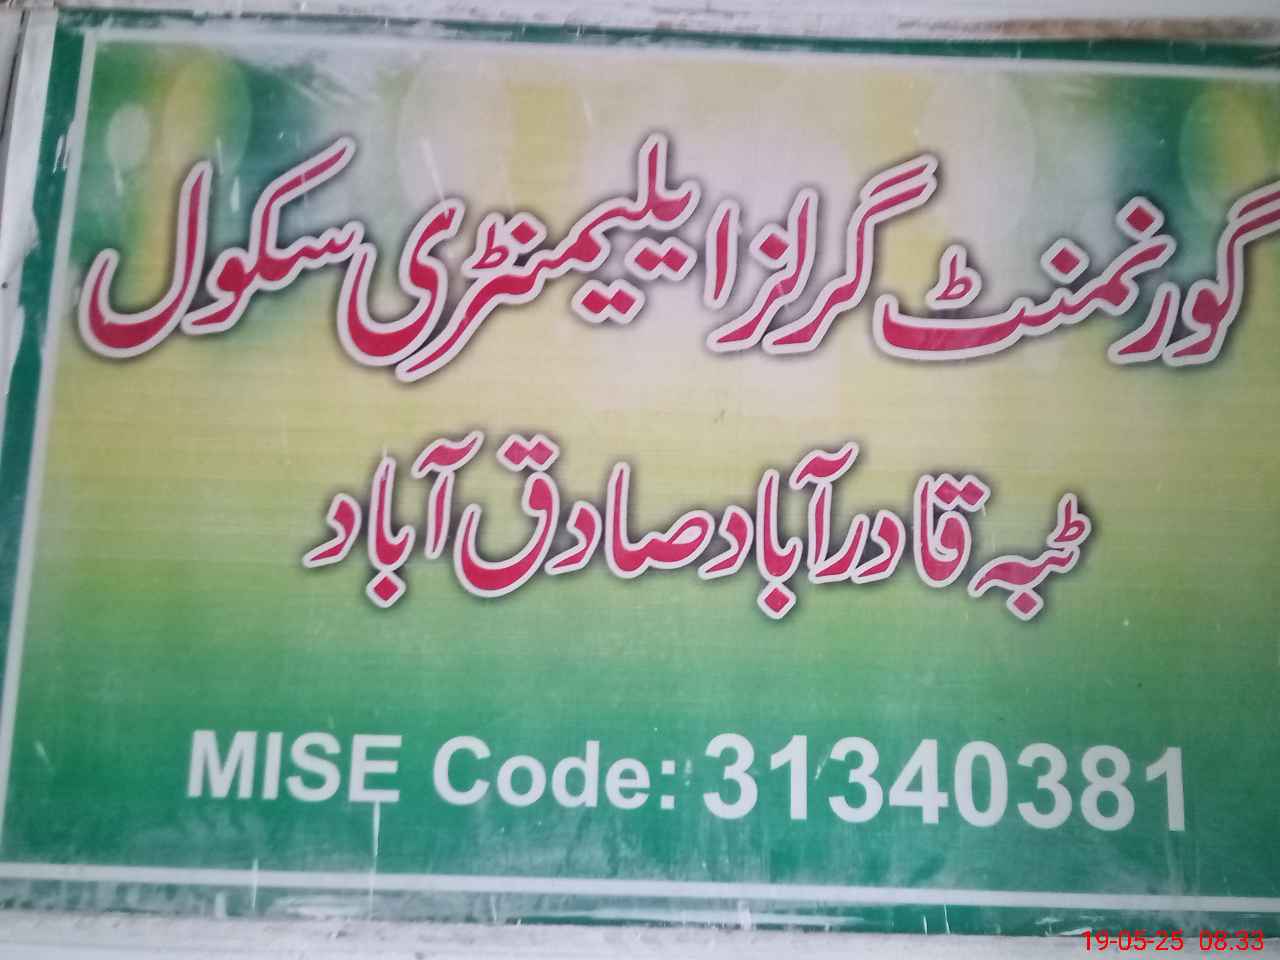 گورنمنٹ گرلز ایلیمنٹری سکول
ٹبہ قادر آباد صادق آباد
MISE Code: 31340381
19-05-25 08:33